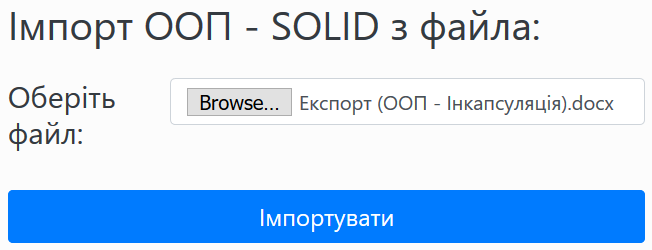 Імпорт ООП - SOLID з файла:
Оберіть
файл:
Browse... Експорт (ООП - Інкапсуляція).docx
Імпортувати